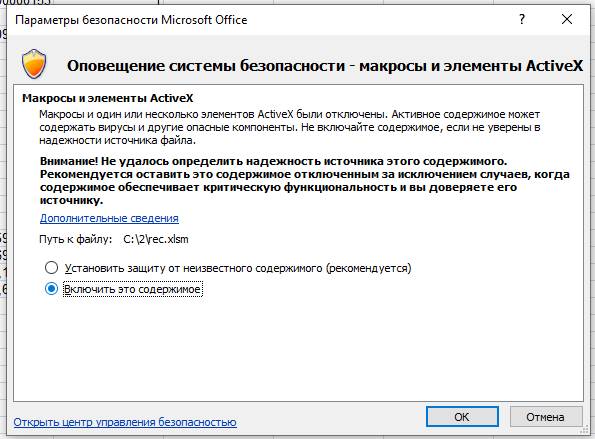 Параметры безопасности Microsoft Office
Оповещение системы безопасности - макросы и элементы ActiveX
Макросы и элементы ActiveX
Макросы и один или несколько элементов ActiveX были отключены. Активное содержимое может
содержать вирусы и другие опасные компоненты. Не включайте содержимое, если не уверены в
надежности источника файла.
Внимание! Не удалось определить надежность источника этого содержимого.
Рекомендуется оставить это содержимое отключенным за исключением случаев, когда
содержимое обеспечивает критическую функциональность и вы доверяете его
источнику.
Дополнительные сведения
Путь к файлу: C:\2\rec.xlsm
Установить защиту от неизвестного содержимого (рекомендуется)
Включить это содержимое
Открыть центр управления безопасностью
ОК
Отмена